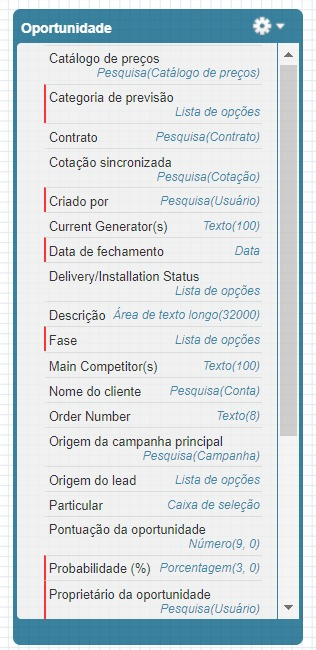 Oportunidade
Catálogo de preços
Pesquisa(Catálogo de preços)
Categoria de previsão
Lista de opções
Contrato Pesquisa(Contrato)
Cotação sincronizada
Pesquisa(Cotação)
Criado por Pesquisa(Usuário)
Current Generator(s) Texto(100)
Data de fechamento Data
Delivery/Installation Status
Lista de opções
Descrição Área de texto longo(32000)
Fase Lista de opções
Main Competitor(s) Texto(100)
Nome do cliente Pesquisa(Conta)
Order Number Texto(8)
Origem da campanha principal
Pesquisa(Campanha)
Origem do lead Lista de opções
Particular Caixa de seleção
Pontuação da oportunidade
Número(9, 0)
Probabilidade (%) Porcentagem(3, 0)
Proprietário da oportunidade
Pesquisa(Usuário)